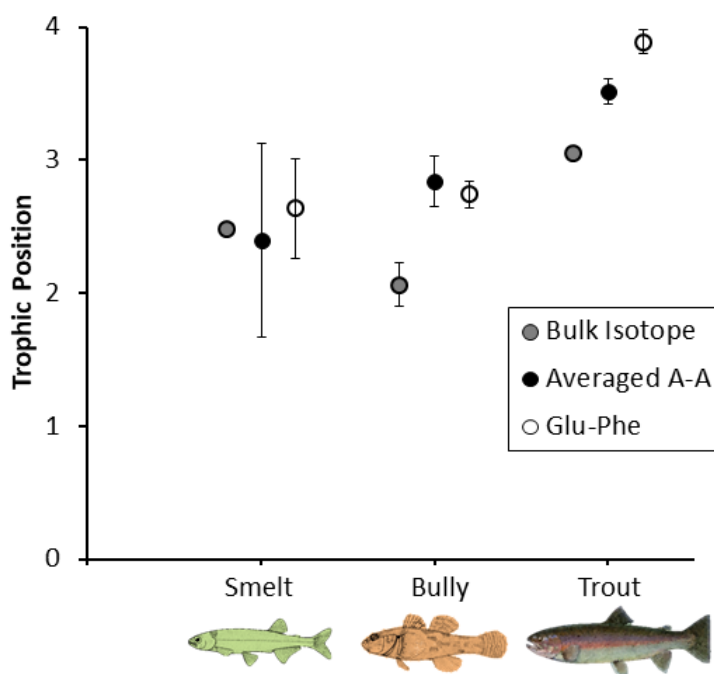 4
3
2
1
0
Trophic Position
Bulk Isotope
Averaged A-A
Glu-Phe
Smelt Bully Trout